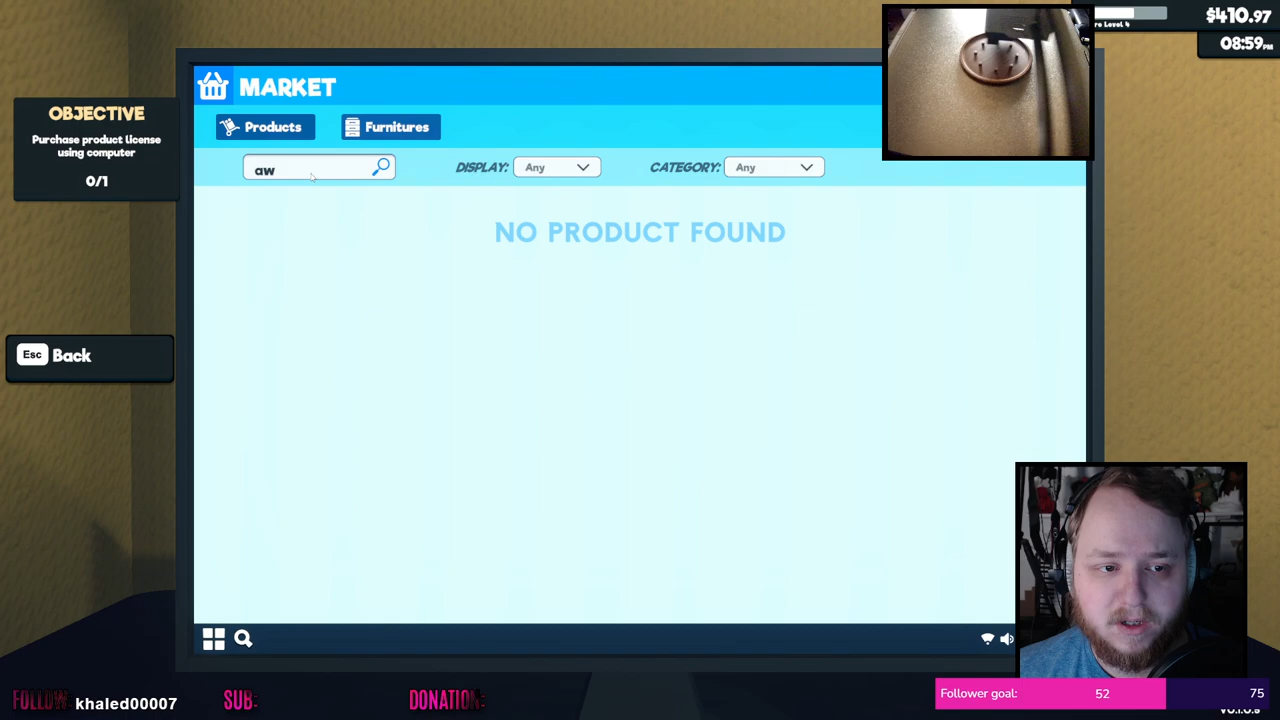 $410.97
08:59PM
MARKET
Products
Furnitures
OBJECTIVE
Purchase product license
using computer
0/1
aw
DISPLAY:
Any
CATEGORY:
Any
NO PRODUCT FOUND
Esc
Back
FOLLOW:
khaled00007
SUB:
DONATION:
Follower goal:
52
75